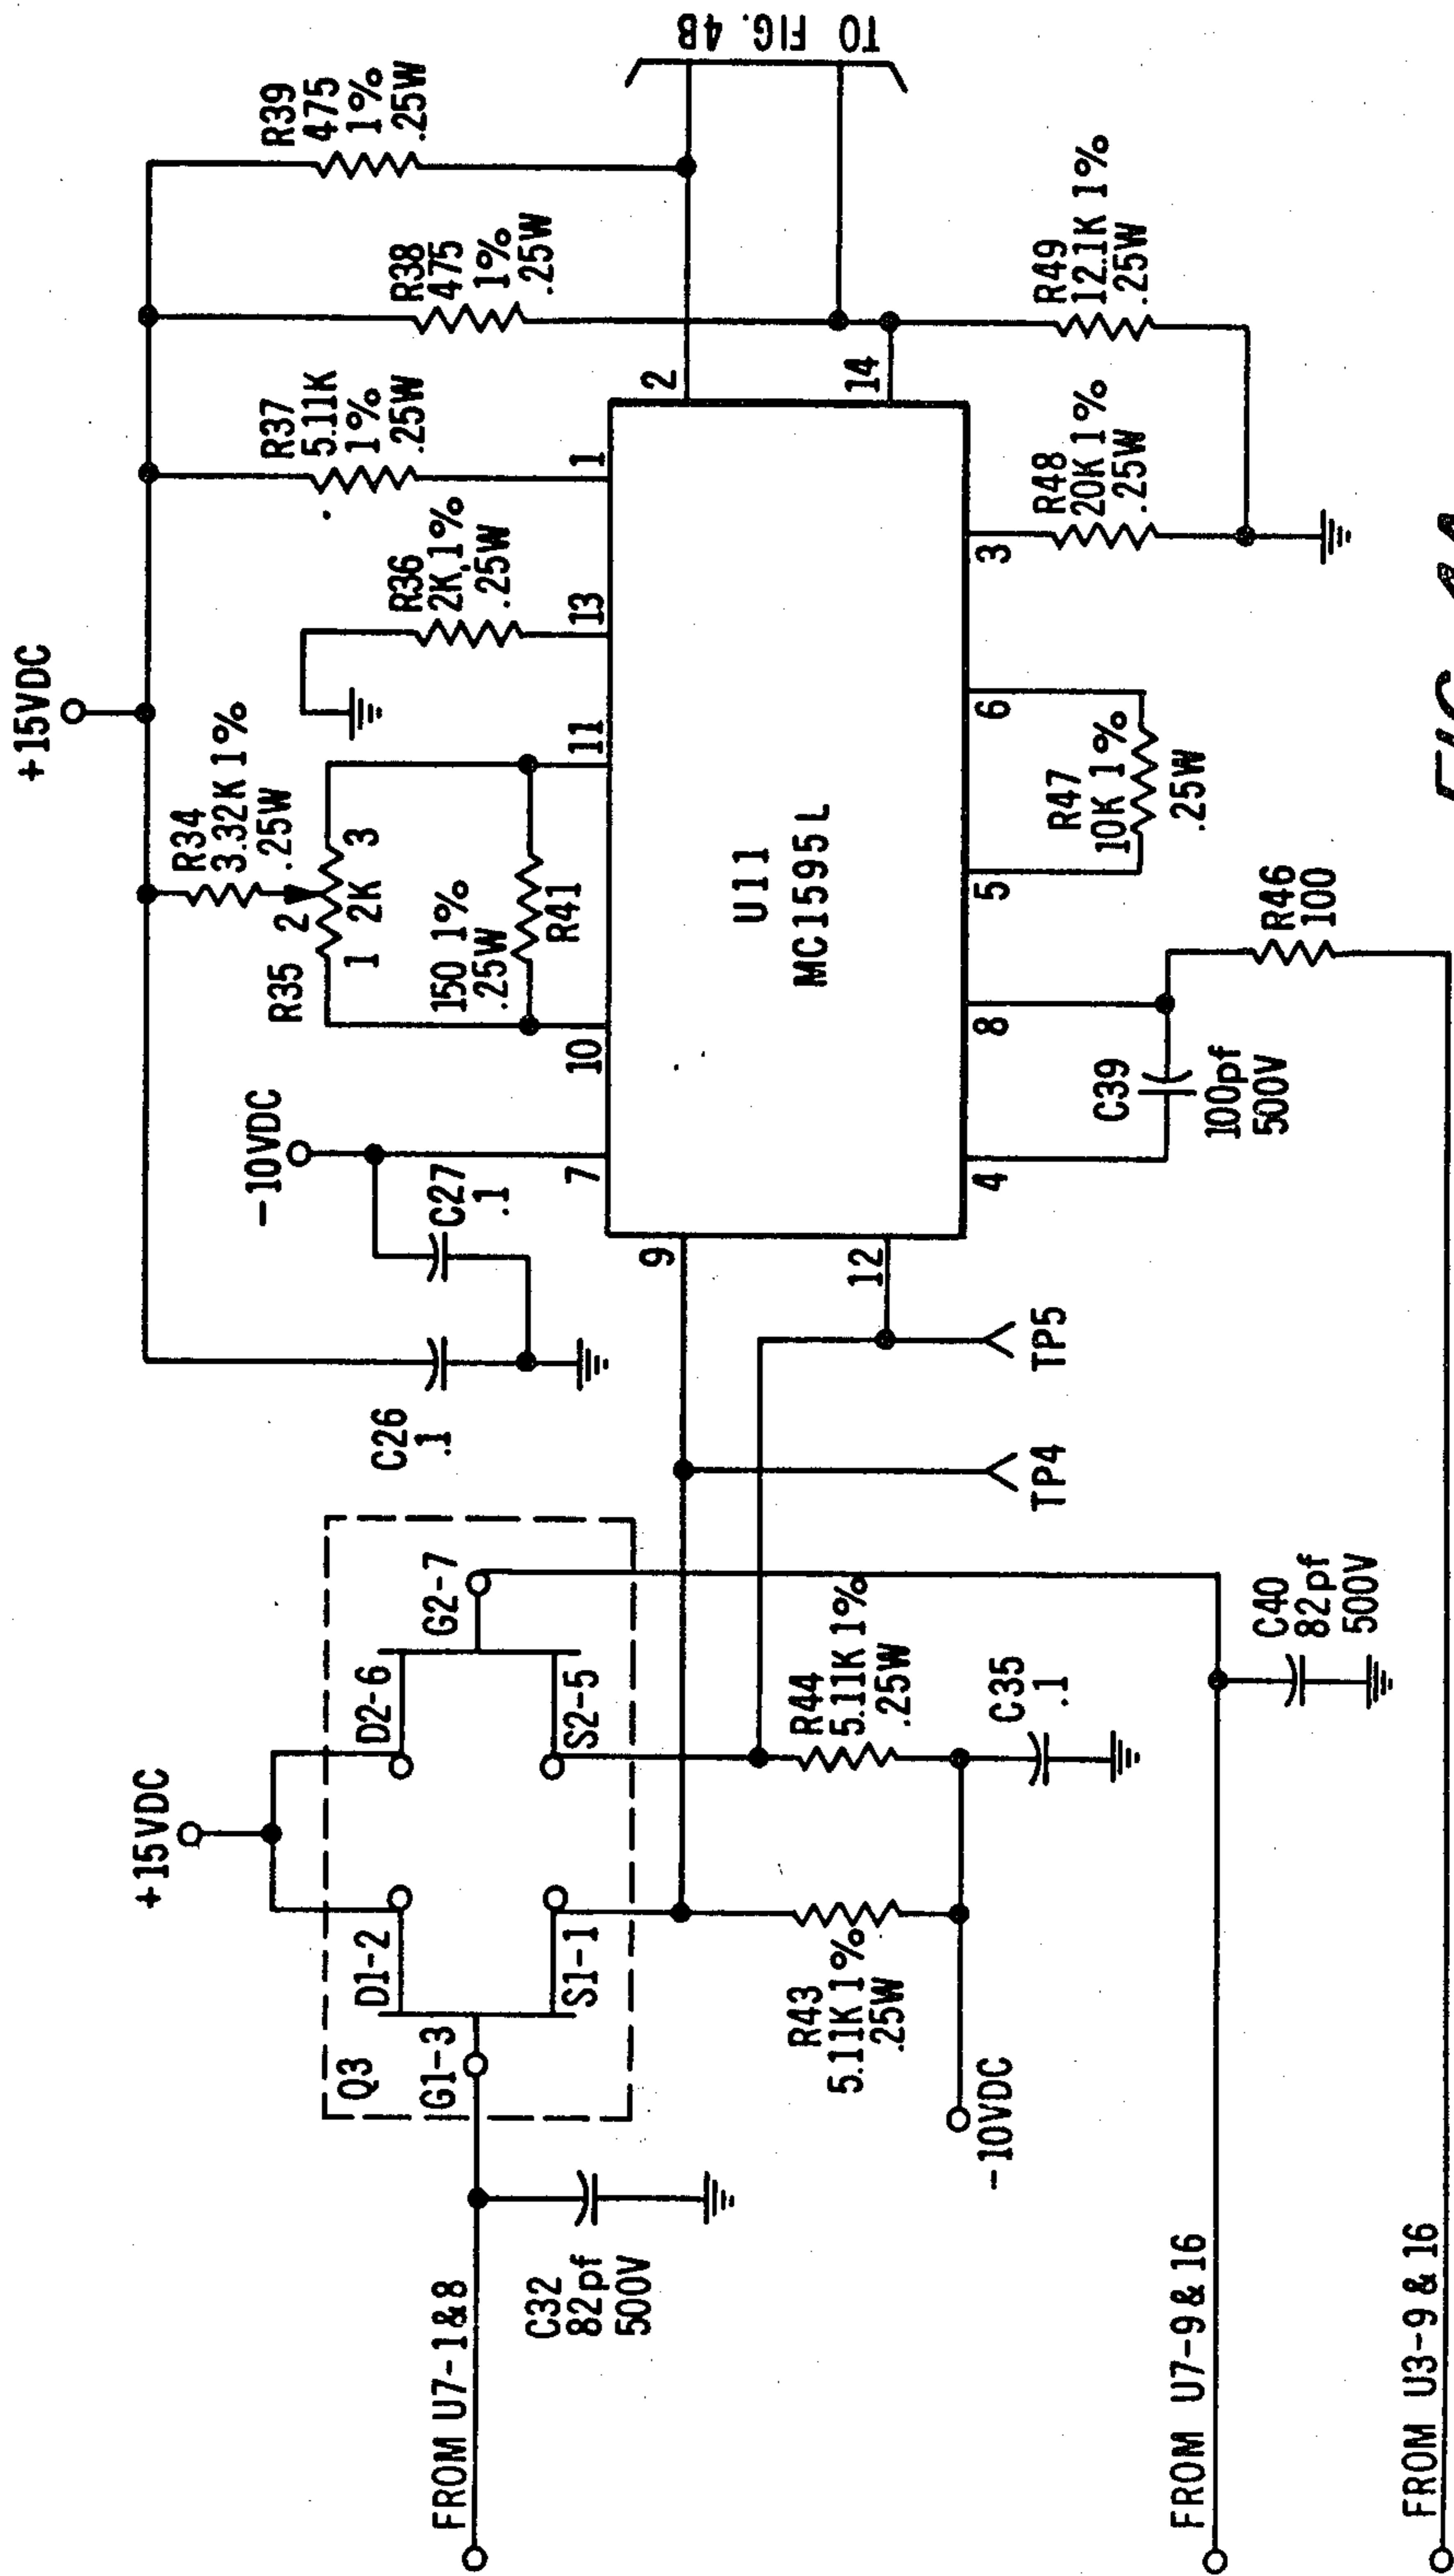 +15VDC
R39
475
1%
.25W
R38
475
1%
.25W
R37
5.11K
1%
.25W
R36
2K 1%
.25W
R34
3.32K 1%
.25W
R35
1
2
3
2K
150 1%
.25W
R41
-10VDC
C27
.1
C26
.1
7
10
11
13
1
2
14
9
12
4
8
5
6
3
U11
MC1595L
TO FIG. 4B
R49
12.1K 1%
.25W
R48
20K 1%
.25W
R47
10K 1%
.25W
R46
100
C39
100pf
500V
TP5
TP4
+15VDC
Q3
D1-2
D2-6
G1-3
G2-7
S1-1
S2-5
R44
5.11K 1%
.25W
R43
5.11K 1%
.25W
C35
.1
-10VDC
C40
82pf
500V
C32
82pf
500V
FROM U7-1&8
FROM U7-9&16
FROM U3-9&16